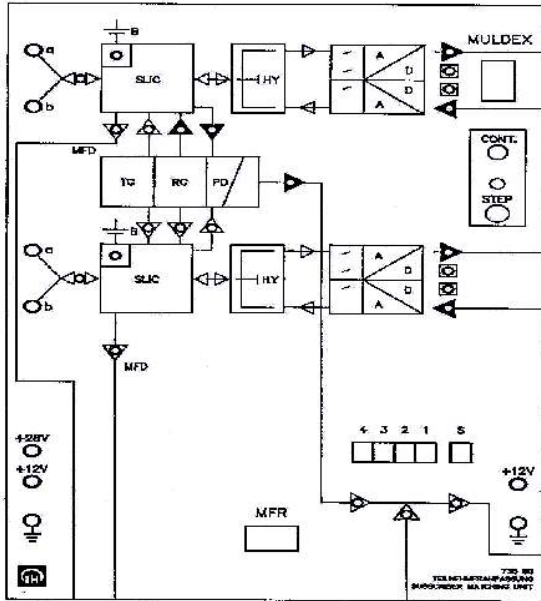 B
a
b
SLIC
HY
A
D
D
A
MULDEX
MFD
TG RG PD
CONT.
STEP
B
a
b
SLIC
HY
A
D
D
A
MFD
4 3 2 1 S
+28V
+12V
+12V
MFR
TEILNEHMERANPASSUNG
SUBSCRIBER MATCHING UNIT